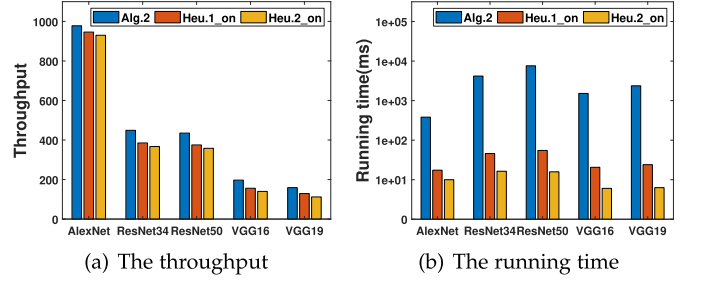 Alg.2 Heu.1_on Heu.2_on
1000
800
600
400
200
0
Throughput
AlexNet ResNet34 ResNet50 VGG16 VGG19
(a) The throughput
Alg.2 Heu.1_on Heu.2_on
1e+05
1e+04
1e+03
1e+02
1e+01
0
Running time(ms)
AlexNet ResNet34 ResNet50 VGG16 VGG19
(b) The running time